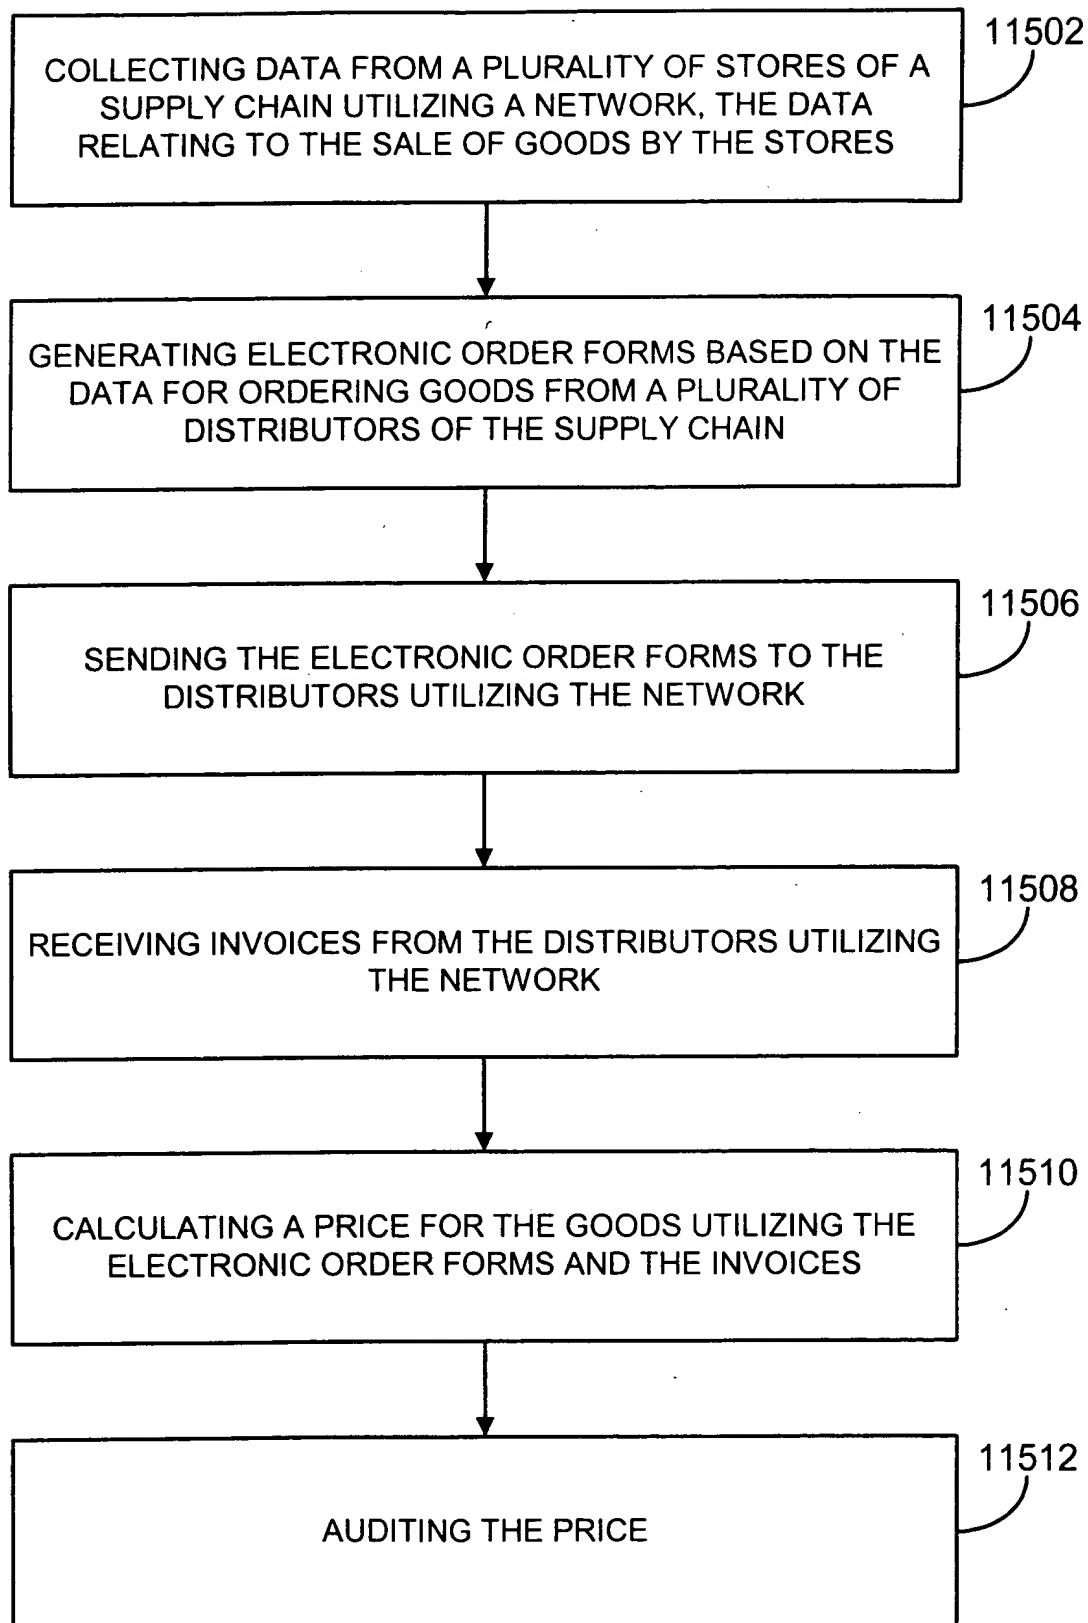 11502
COLLECTING DATA FROM A PLURALITY OF STORES OF A
SUPPLY CHAIN UTILIZING A NETWORK, THE DATA
RELATING TO THE SALE OF GOODS BY THE STORES
11504
GENERATING ELECTRONIC ORDER FORMS BASED ON THE
DATA FOR ORDERING GOODS FROM A PLURALITY OF
DISTRIBUTORS OF THE SUPPLY CHAIN
11506
SENDING THE ELECTRONIC ORDER FORMS TO THE
DISTRIBUTORS UTILIZING THE NETWORK
11508
RECEIVING INVOICES FROM THE DISTRIBUTORS UTILIZING
THE NETWORK
11510
CALCULATING A PRICE FOR THE GOODS UTILIZING THE
ELECTRONIC ORDER FORMS AND THE INVOICES
11512
AUDITING THE PRICE